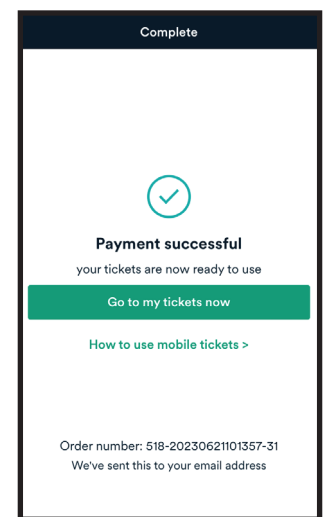 Complete
Payment successful
your tickets are now ready to use
Go to my tickets now
How to use mobile tickets >
Order number: 518-20230621101357-31
We've sent this to your email address